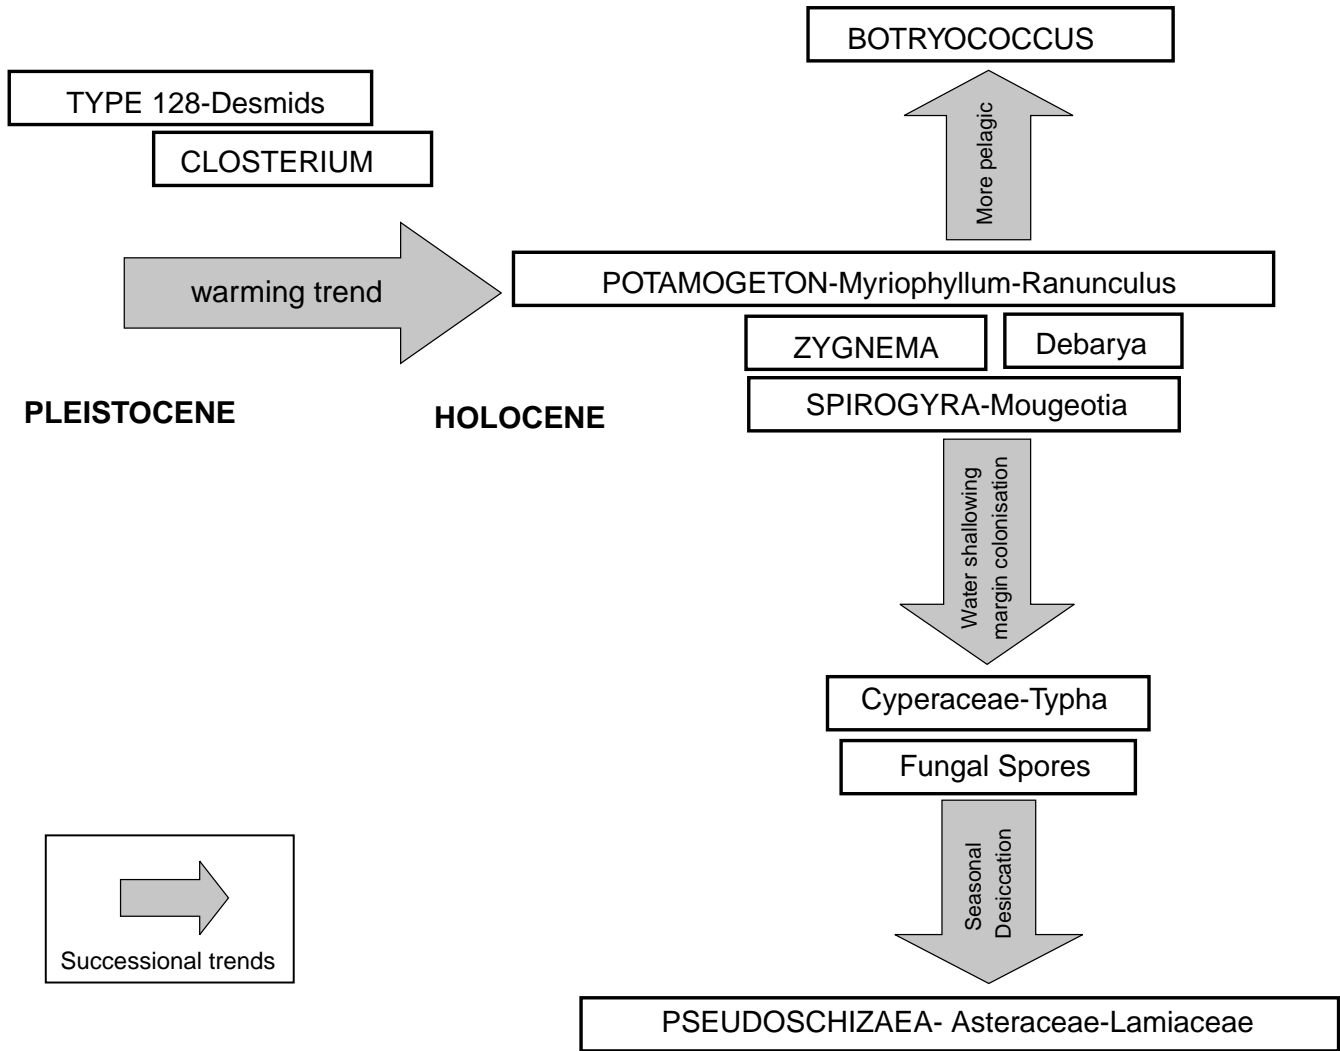 BOTRYOCOCCUS
TYPE 128-Desmids
CLOSTERIUM
More pelagic
warming trend
POTAMOGETON-Myriophyllum-Ranunculus
ZYGNEMA
Debarya
SPIROGYRA-Mougeotia
PLEISTOCENE
HOLOCENE
Water shallowing
margin colonisation
Cyperaceae-Typha
Fungal Spores
Seasonal
Desiccation
Successional trends
PSEUDOSCHIZAEA- Asteraceae-Lamiaceae